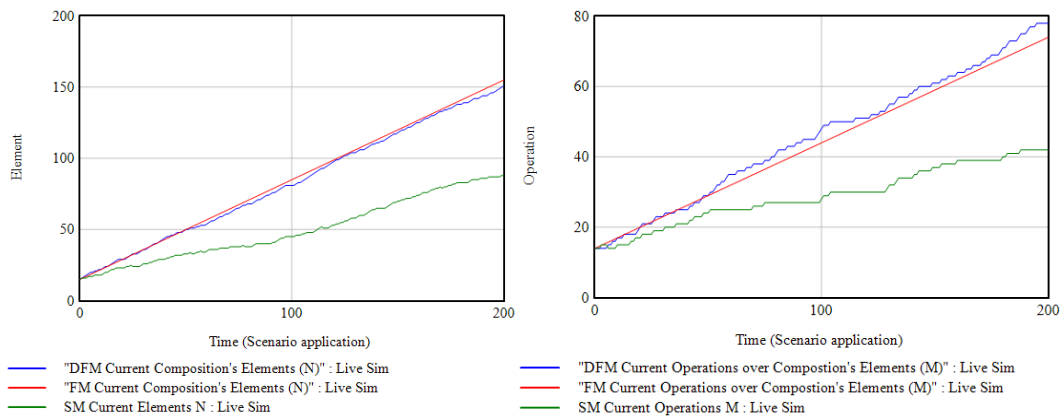 200
150
100
50
0
Element
0
100
200
Time (Scenario application)
"DFM Current Composition's Elements (N)" : Live Sim
"FM Current Composition's Elements (N)" : Live Sim
SM Current Elements N : Live Sim
80
60
40
20
0
Operation
0
100
200
Time (Scenario application)
"DFM Current Operations over Compostion's Elements (M)" : Live Sim
"FM Current Operations over Compostion's Elements (M)" : Live Sim
SM Current Operations M : Live Sim